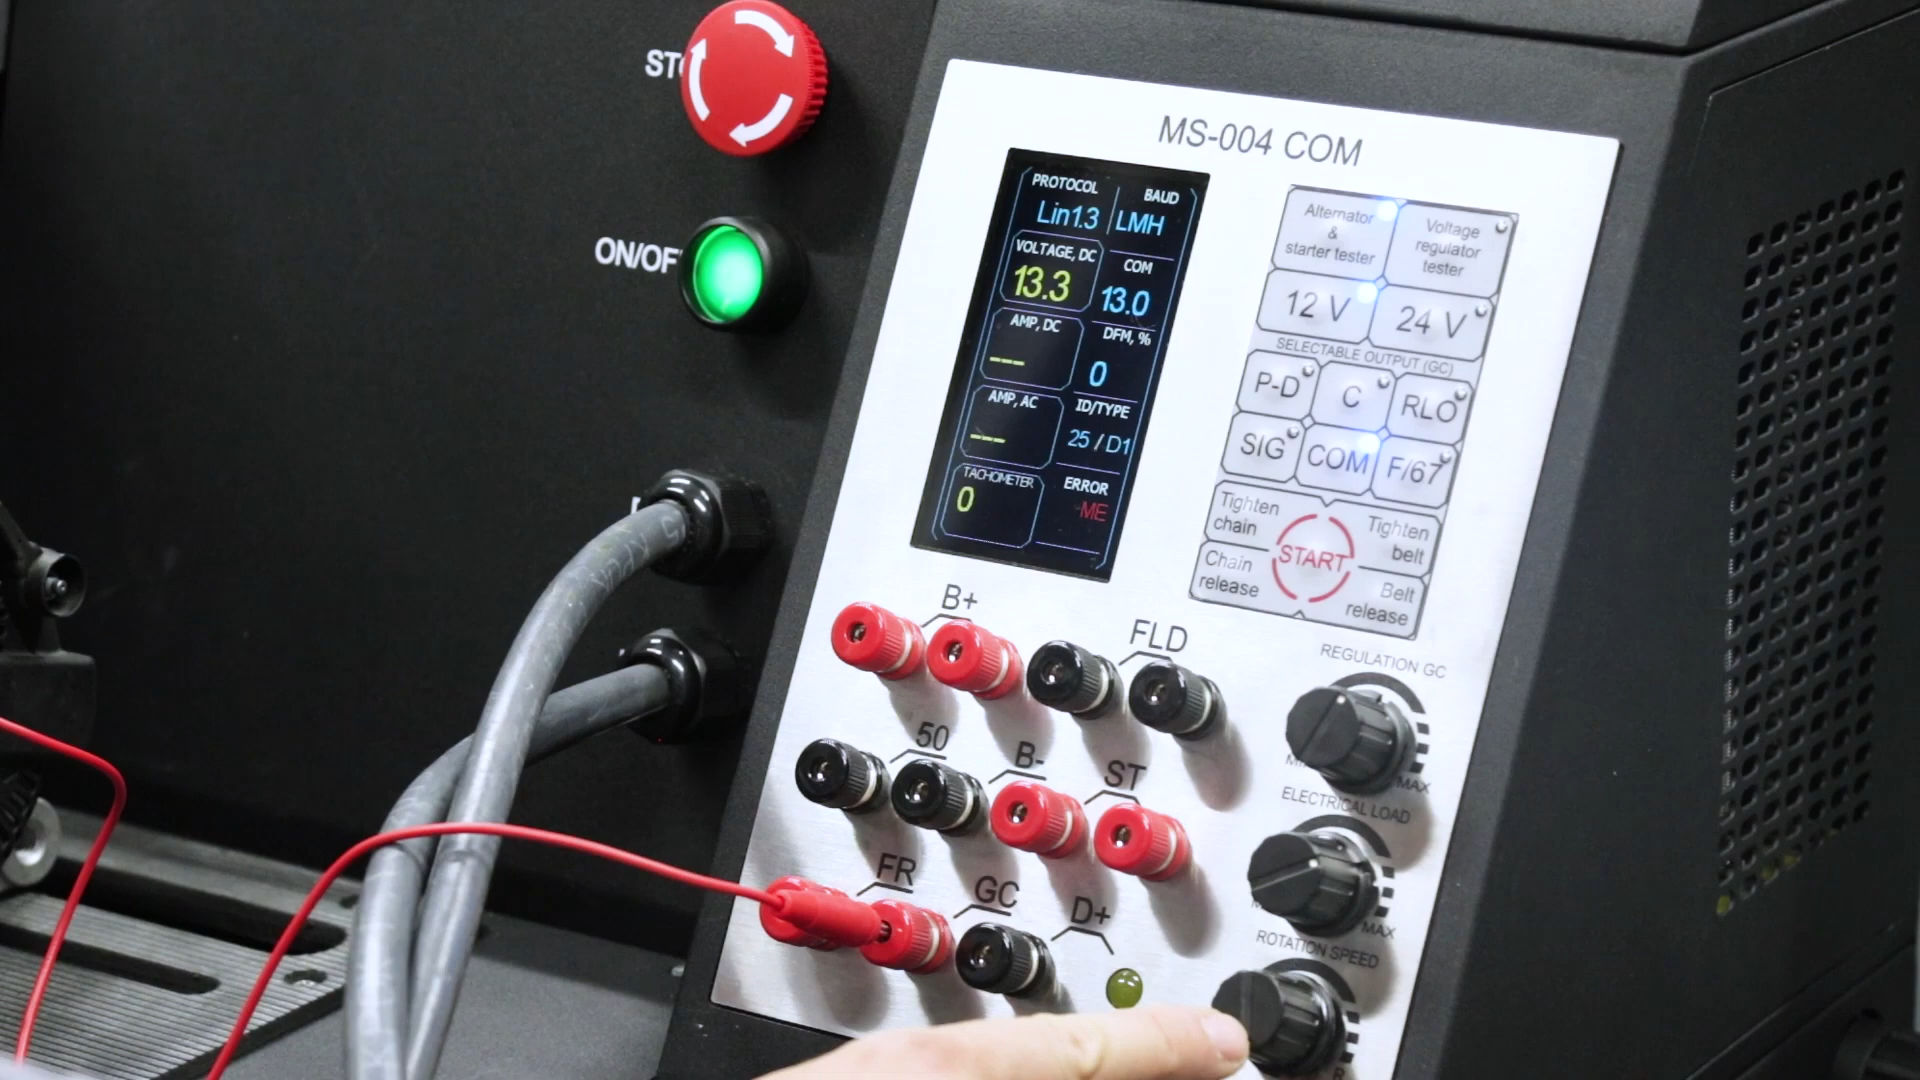 ST
ON/OF
MS-004 COM
PROTOCOL
BAUD
Lin1.3
LMH
VOLTAGE, DC
COM
13.3
13.0
AMP, DC
DFM, %
---
0
AMP, AC
ID/TYPE
---
25 / D1
TACHOMETER
ERROR
0
ME
Alternator
&
starter tester
Voltage
regulator
tester
12 V
24 V
SELECTABLE OUTPUT (GC)
P-D
C
RLO
SIG
COM
F/67
Tighten
chain
START
Tighten
belt
Chain
release
Belt
release
B+
FLD
50
B-
ST
FR
GC
D+
REGULATION GC
MAX
ELECTRICAL LOAD
MAX
ROTATION SPEED